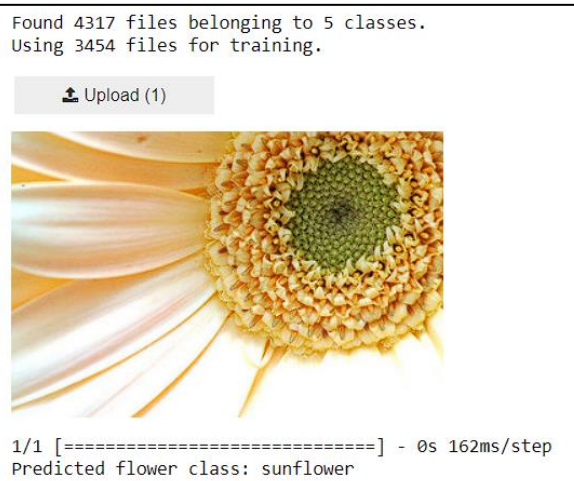 Found 4317 files belonging to 5 classes.
Using 3454 files for training.
Upload (1)
1/1 [==============================] - 0s 162ms/step
Predicted flower class: sunflower